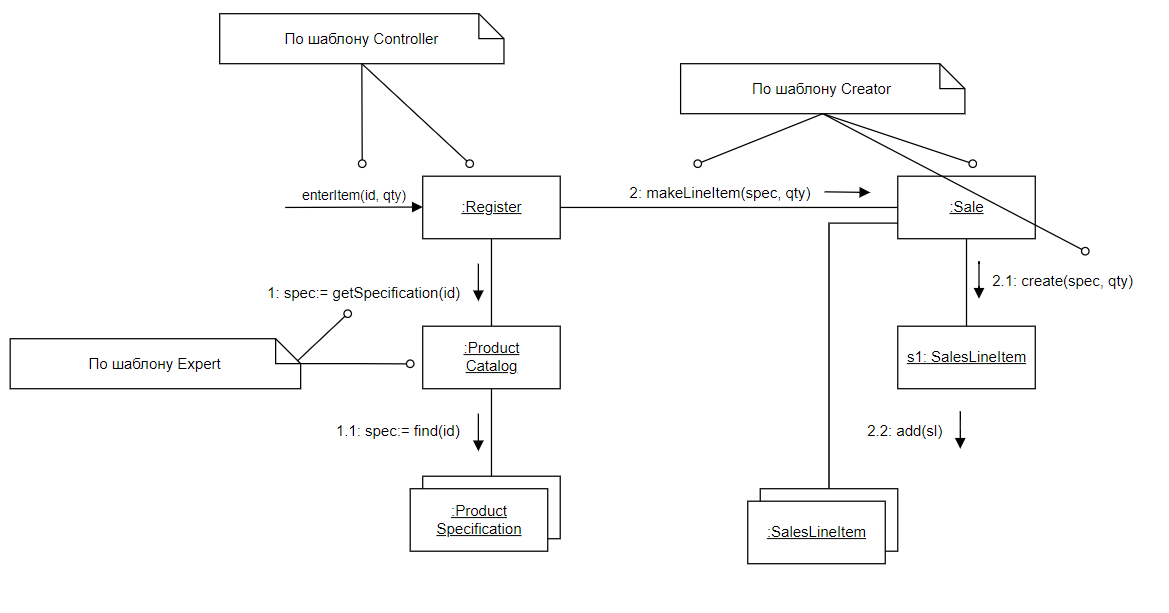 По шаблону Controller
По шаблону Creator
enterItem(id, qty)
:Register
2: makeLineItem(spec, qty)
:Sale
1: spec:= getSpecification(id)
2.1: create(spec, qty)
По шаблону Expert
:Product
Catalog
s1: SalesLineItem
1.1: spec:= find(id)
2.2: add(sl)
:Product
Specification
:SalesLineItem